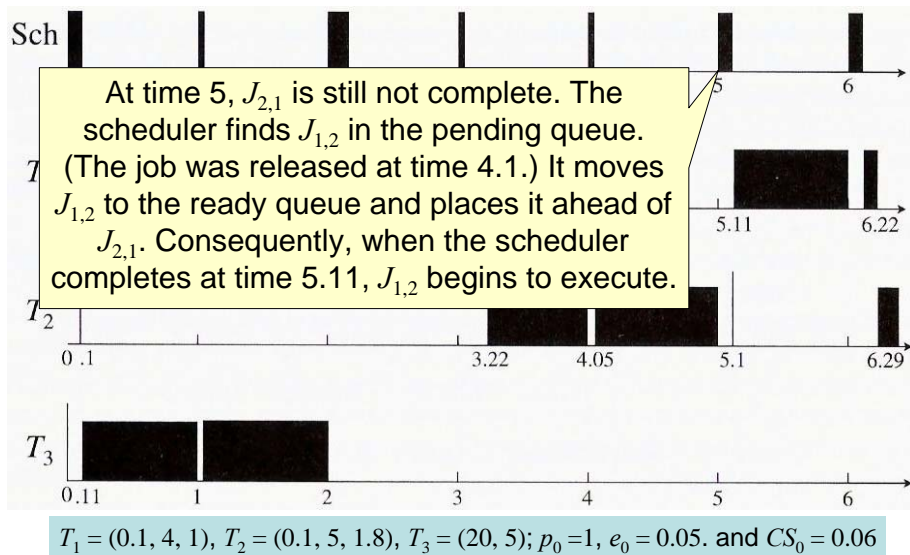 Sch
5 6
At time 5, J2,1 is still not complete. The
scheduler finds J1,2 in the pending queue.
(The job was released at time 4.1.) It moves
J1,2 to the ready queue and places it ahead of
J2,1. Consequently, when the scheduler
completes at time 5.11, J1,2 begins to execute.
T
5.11 6.22
T2
0 .1 3.22 4.05 5.1 6.29
T3
0.11 1 2 3 4 5 6
T1 = (0.1, 4, 1), T2 = (0.1, 5, 1.8), T3 = (20, 5); p0 =1, e0 = 0.05. and CS0 = 0.06